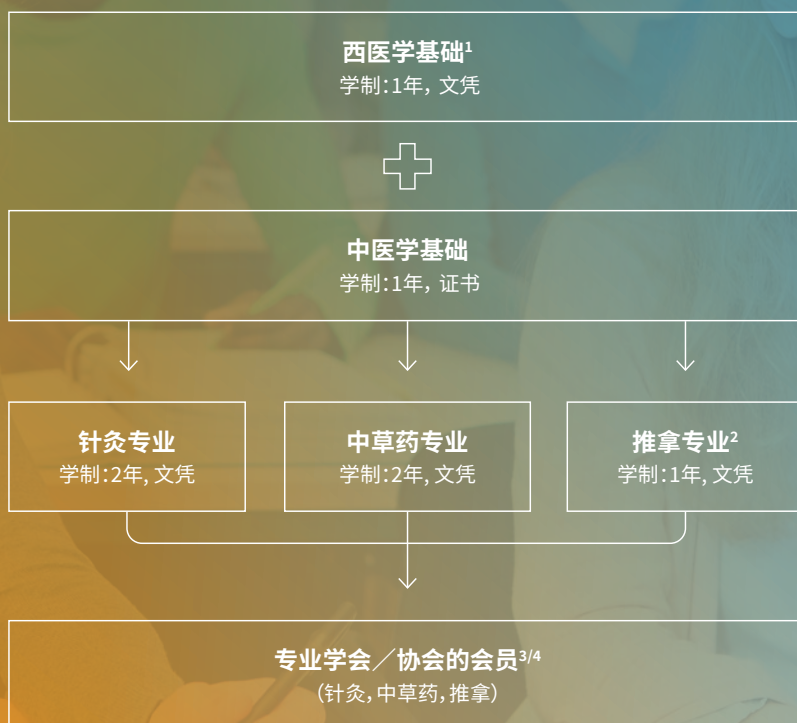 西医学基础¹
学制：1年，文凭
中医学基础
学制：1年，证书
针灸专业
学制：2年，文凭
中草药专业
学制：2年，文凭
推拿专业²
学制：1年，文凭
专业学会／协会的会员³/⁴
（针灸，中草药，推拿）